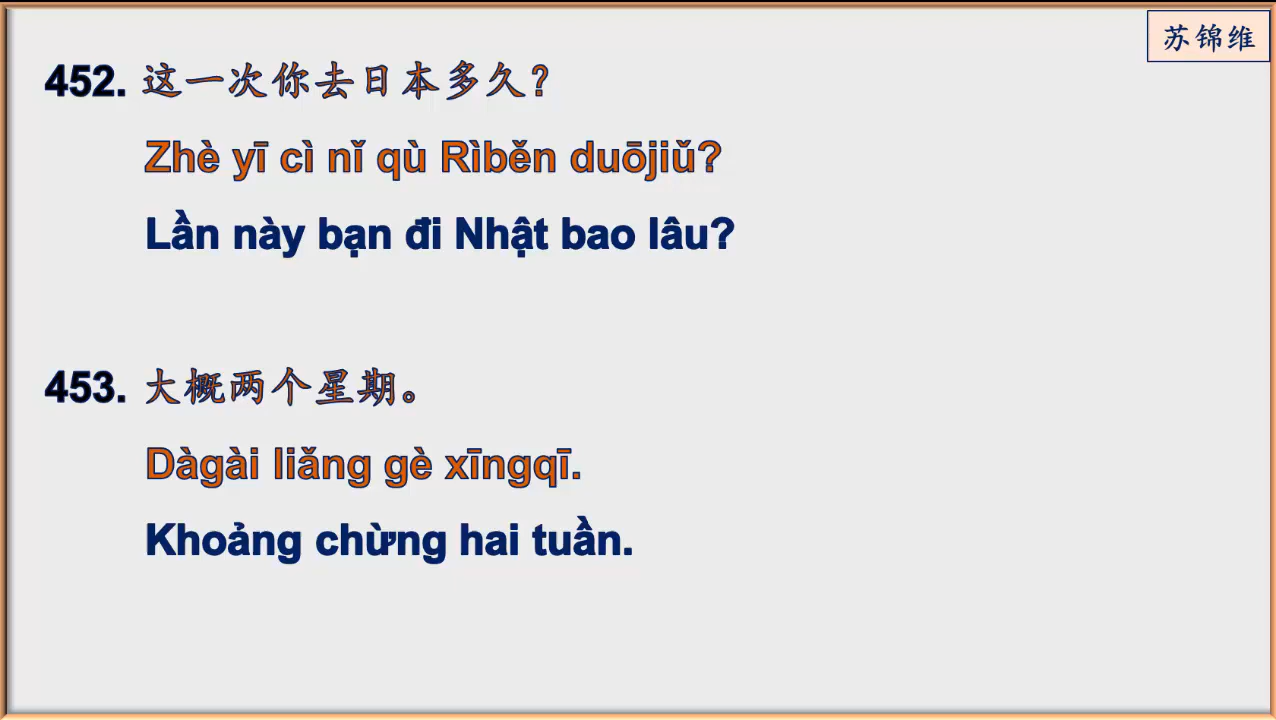 苏锦维
452. 这一次你去日本多久?
Zhè yī cì nǐ qù Rìběn duōjiǔ?
Lần này bạn đi Nhật bao lâu?
453. 大概两个星期。
Dàgài liǎng gè xīngqī.
Khoảng chừng hai tuần.